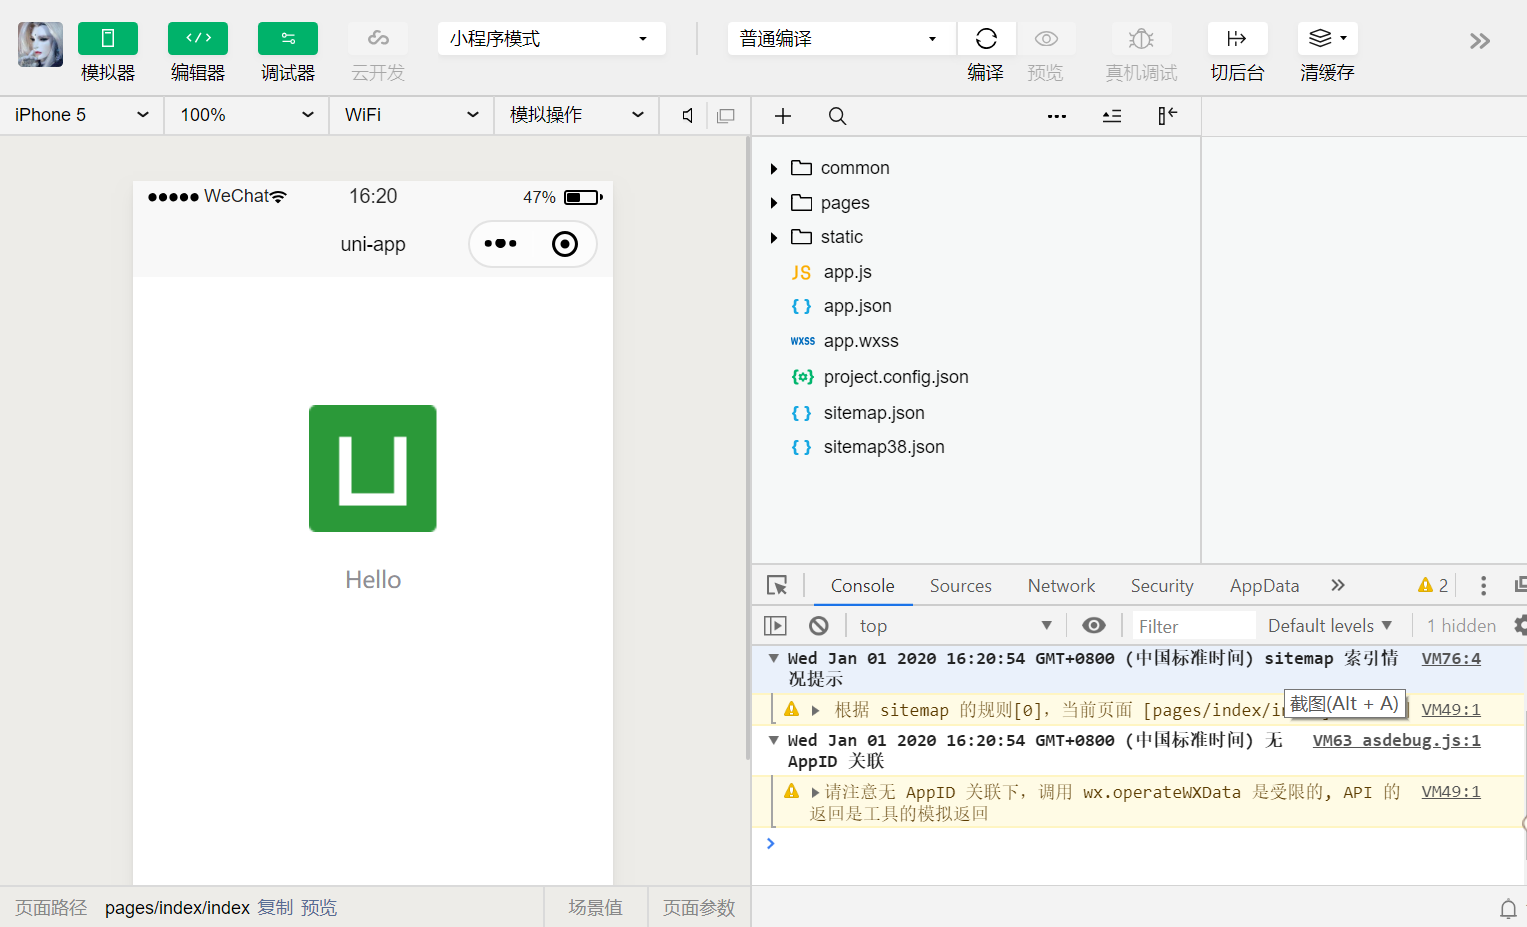 模拟器 编辑器 调试器 云开发 小程序模式 普通编译 编译 预览 真机调试 切后台 清缓存
iPhone 5 100% WiFi 模拟操作
WeChat 16:20 47%
uni-app
Hello
common
pages
static
JS app.js
{ } app.json
WXSS app.wxss
project.config.json
{ } sitemap.json
{ } sitemap38.json
Console Sources Network Security AppData 2
top Filter Default levels 1 hidden
Wed Jan 01 2020 16:20:54 GMT+0800 (中国标准时间) sitemap 索引情 VM76:4
况提示
根据 sitemap 的规则[0], 当前页面 [pages/index/in VM49:1
截图(Alt + A)
Wed Jan 01 2020 16:20:54 GMT+0800 (中国标准时间) 无 VM63 asdebug.js:1
AppID 关联
请注意无 AppID 关联下, 调用 wx.operateWXData 是受限的, API 的 VM49:1
返回是工具的模拟返回
页面路径 pages/index/index 复制 预览 场景值 页面参数